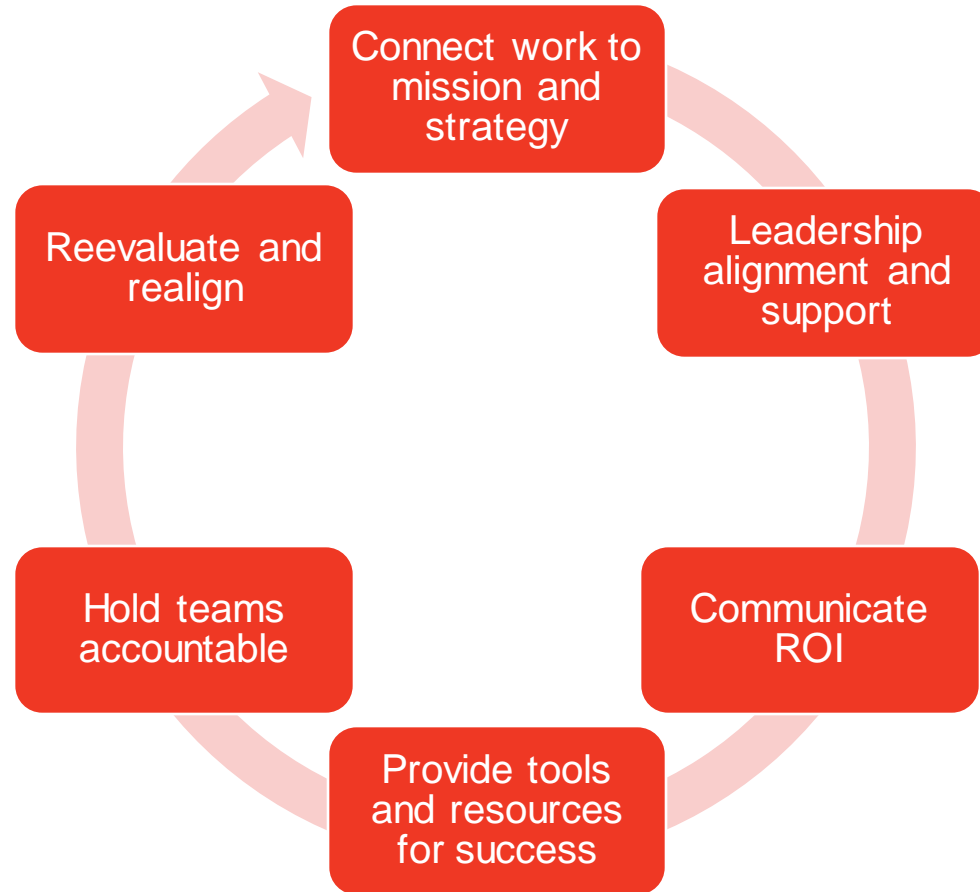 Connect work to
mission and
strategy
Leadership
alignment and
support
Communicate
ROI
Provide tools
and resources
for success
Hold teams
accountable
Reevaluate and
realign